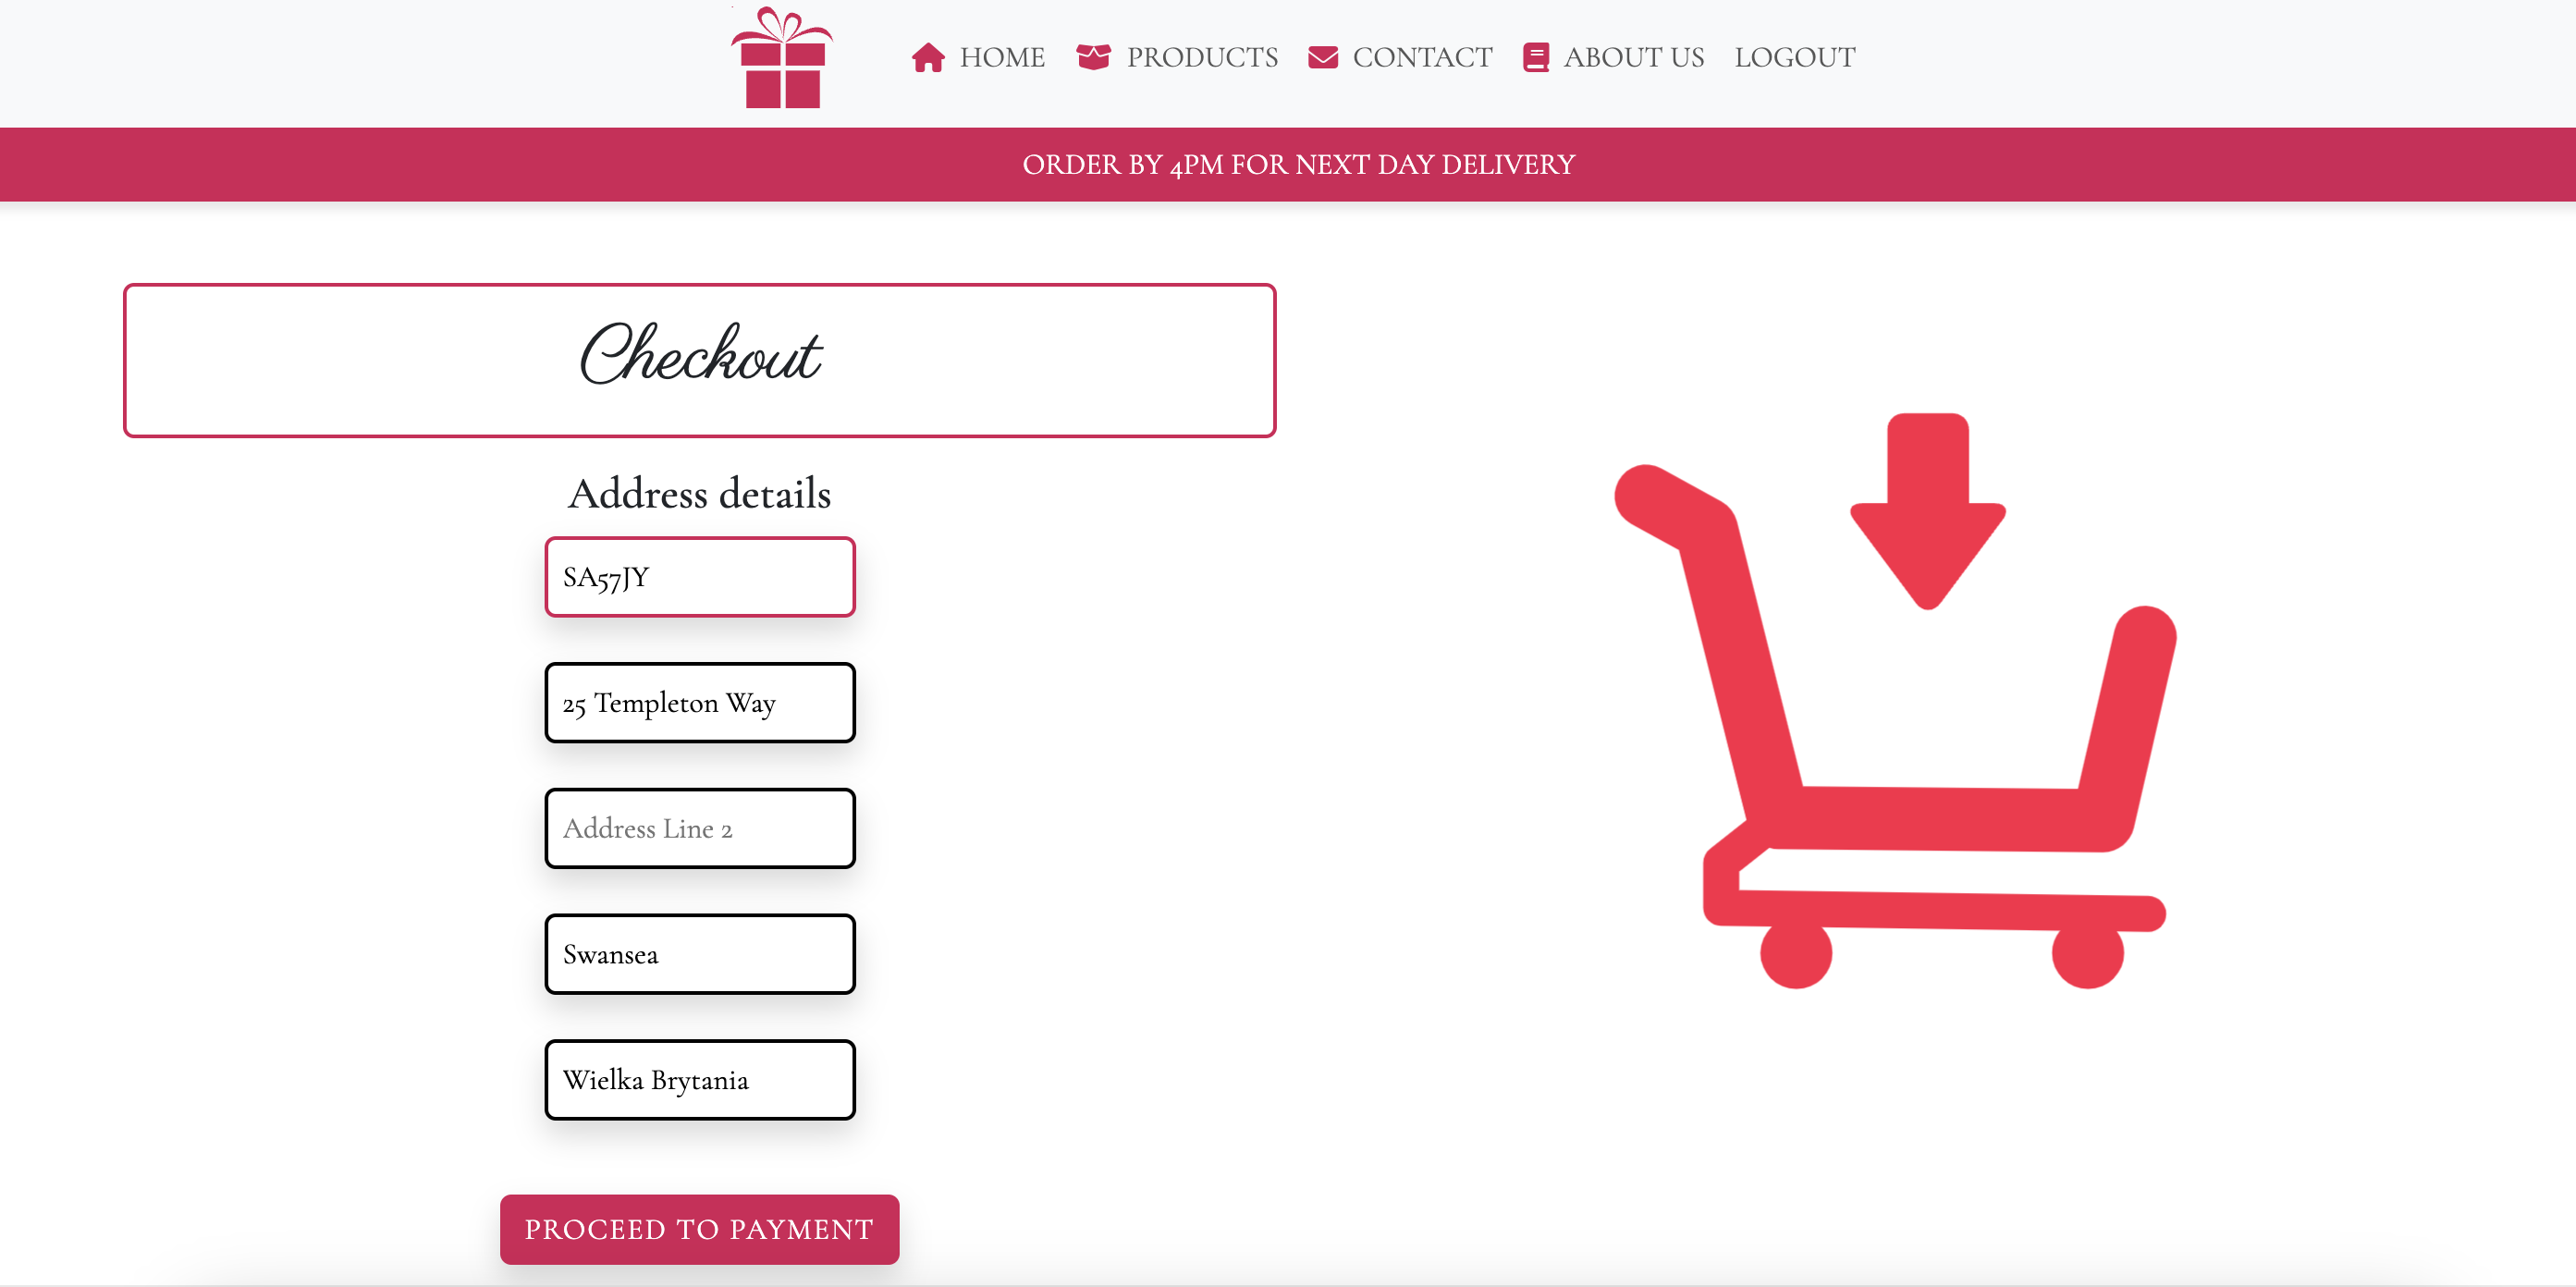 HOME PRODUCTS CONTACT ABOUT US LOGOUT
ORDER BY 4PM FOR NEXT DAY DELIVERY
Checkout
Address details
SA57JY
25 Templeton Way
Address Line 2
Swansea
Wielka Brytania
PROCEED TO PAYMENT